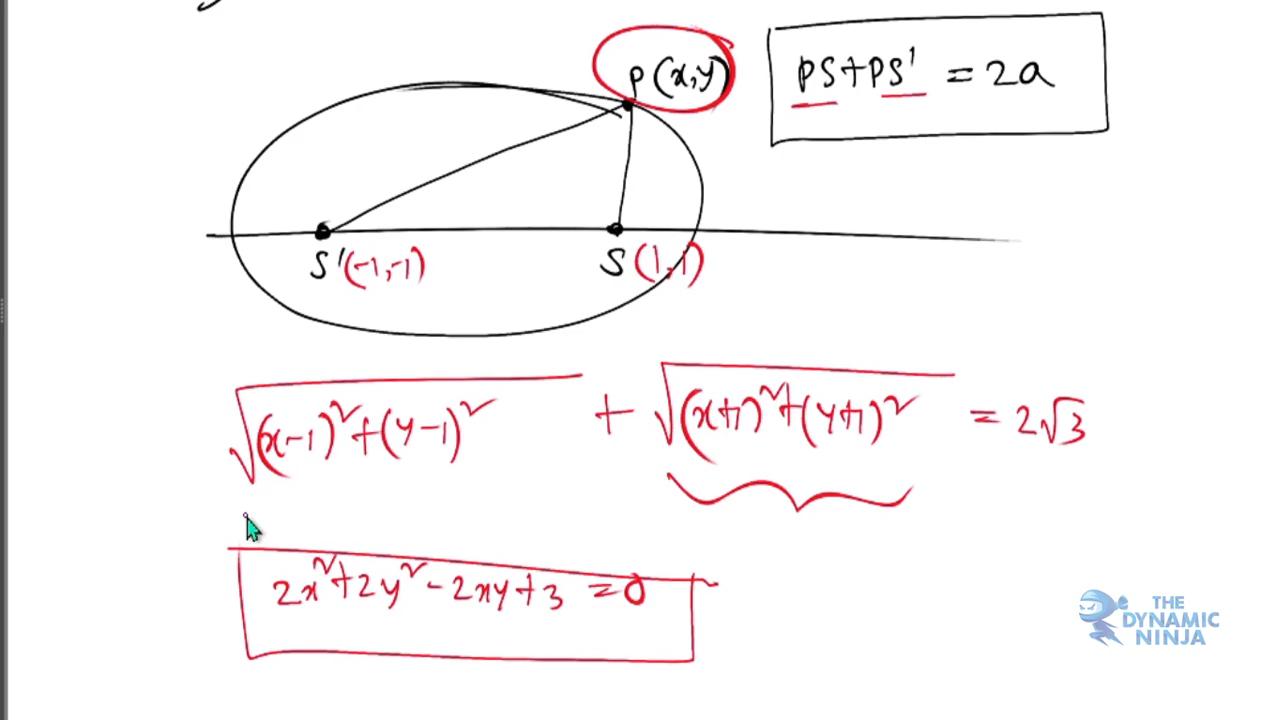 P(x,y)
PS+PS' = 2a
S'(-1,-1)
S(1,1)
√(x-1)²+(y-1)² + √(x+1)²+(y+1)² = 2√3
2x²+2y²-2xy+3 =0
THE
DYNAMIC
NINJA